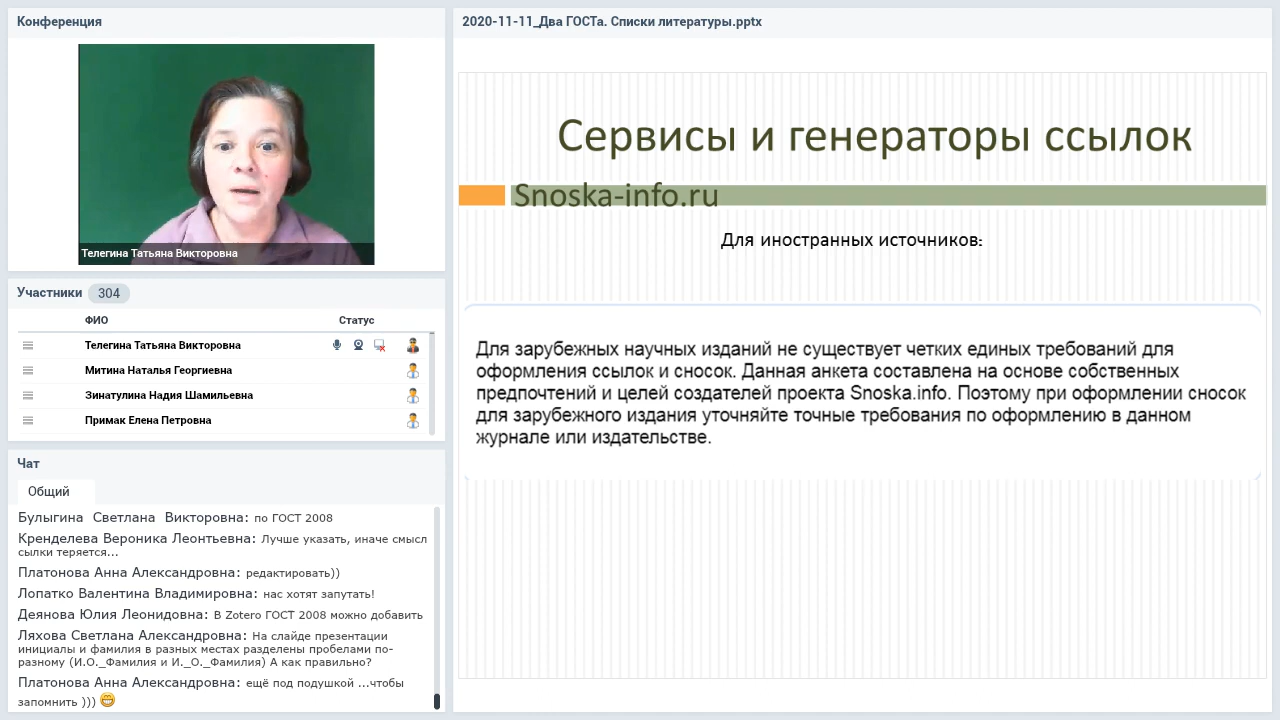 Конференция
Телегина Татьяна Викторовна
Участники 304
ФИО Статус
Телегина Татьяна Викторовна
Митина Наталья Георгиевна
Зинатулина Надия Шамильевна
Примак Елена Петровна
Чат
Общий
Булыгина Светлана Викторовна: по ГОСТ 2008
Кренделева Вероника Леонтьевна: Лучше указать, иначе смысл
сылки теряется...
Платонова Анна Александровна: редактировать))
Лопатко Валентина Владимировна: нас хотят запутать!
Деянова Юлия Леонидовна: В Zotero ГОСТ 2008 можно добавить
Ляхова Светлана Александровна: На слайде презентации
инициалы и фамилия в разных местах разделены пробелами по-
разному (И.О._Фамилия и И._О._Фамилия) А как правильно?
Платонова Анна Александровна: ещё под подушкой ...чтобы
запомнить )))
2020-11-11_Два ГОСТа. Списки литературы.pptx
Сервисы и генераторы ссылок
Snoska-info.ru
Для иностранных источников:
Для зарубежных научных изданий не существует четких единых требований для
оформления ссылок и сносок. Данная анкета составлена на основе собственных
предпочтений и целей создателей проекта Snoska.info. Поэтому при оформлении сносок
для зарубежного издания уточняйте точные требования по оформлению в данном
журнале или издательстве.